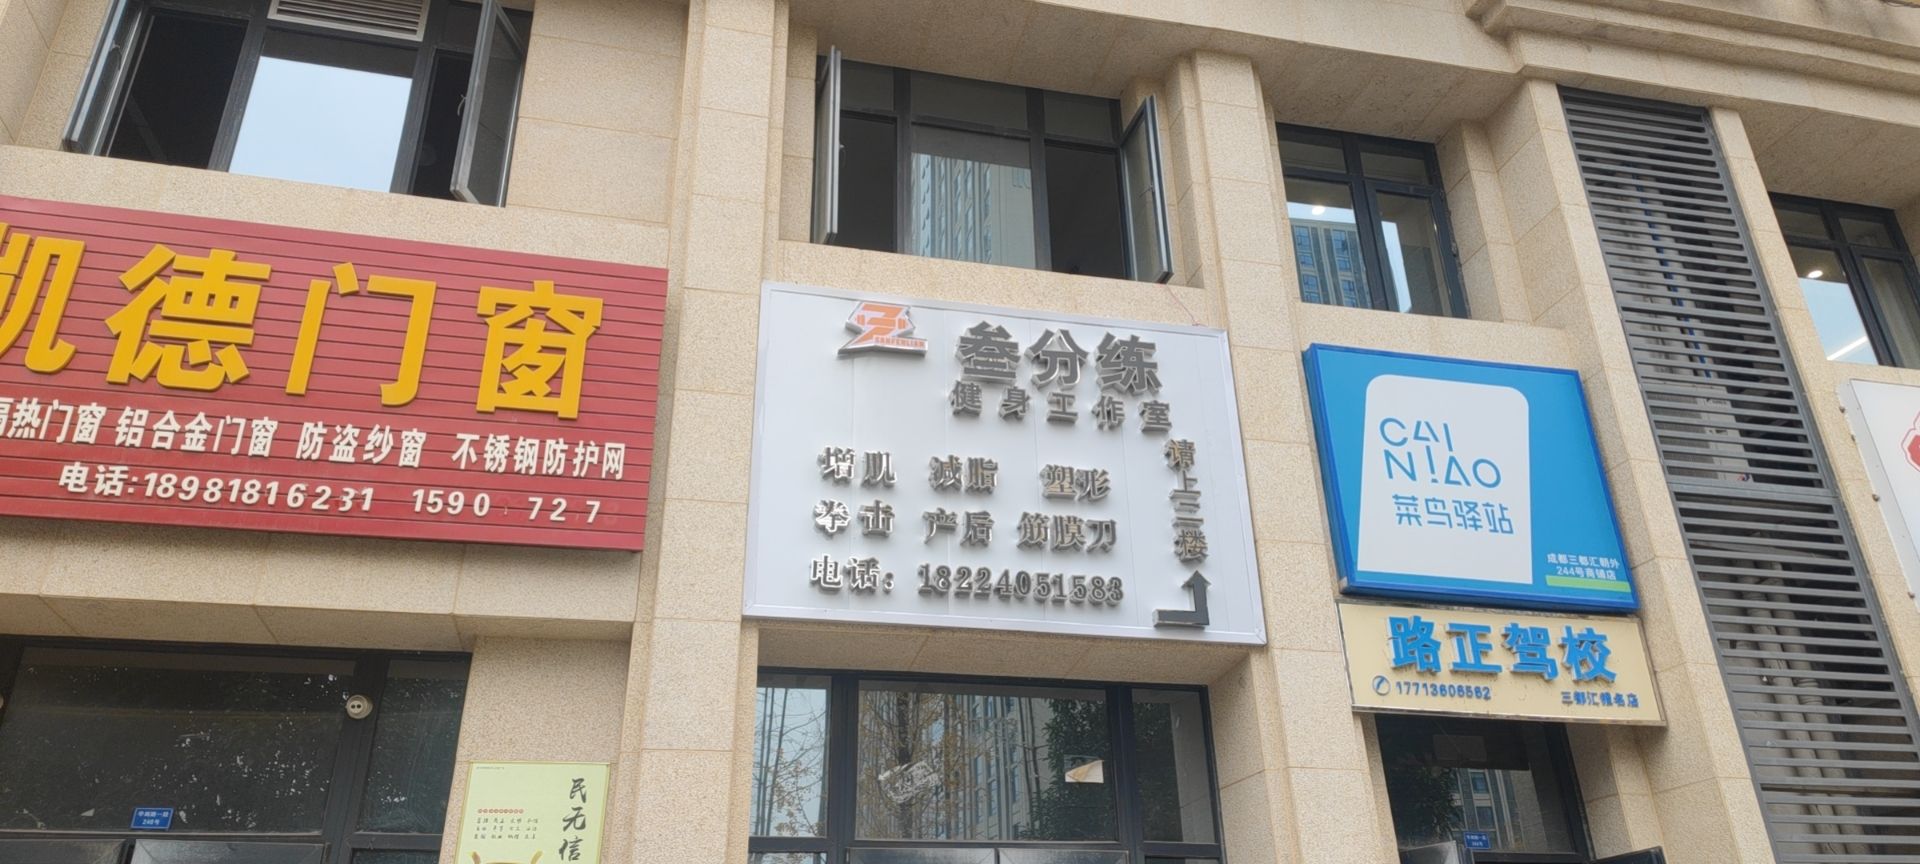 凯德门窗
隔热门窗 铝合金门窗 防盗纱窗 不锈钢防护网
电话:18981816231 1590 727
SANFENLIAN
叁分练
健身工作室
增肌 减脂 塑形
拳击 产后 筋膜刀
电话：18224051583
请上二楼
CAI
NIAO
菜鸟驿站
成都三都汇朝外
244号商铺店
路正驾校
17713606562
三都汇报名店
民无信